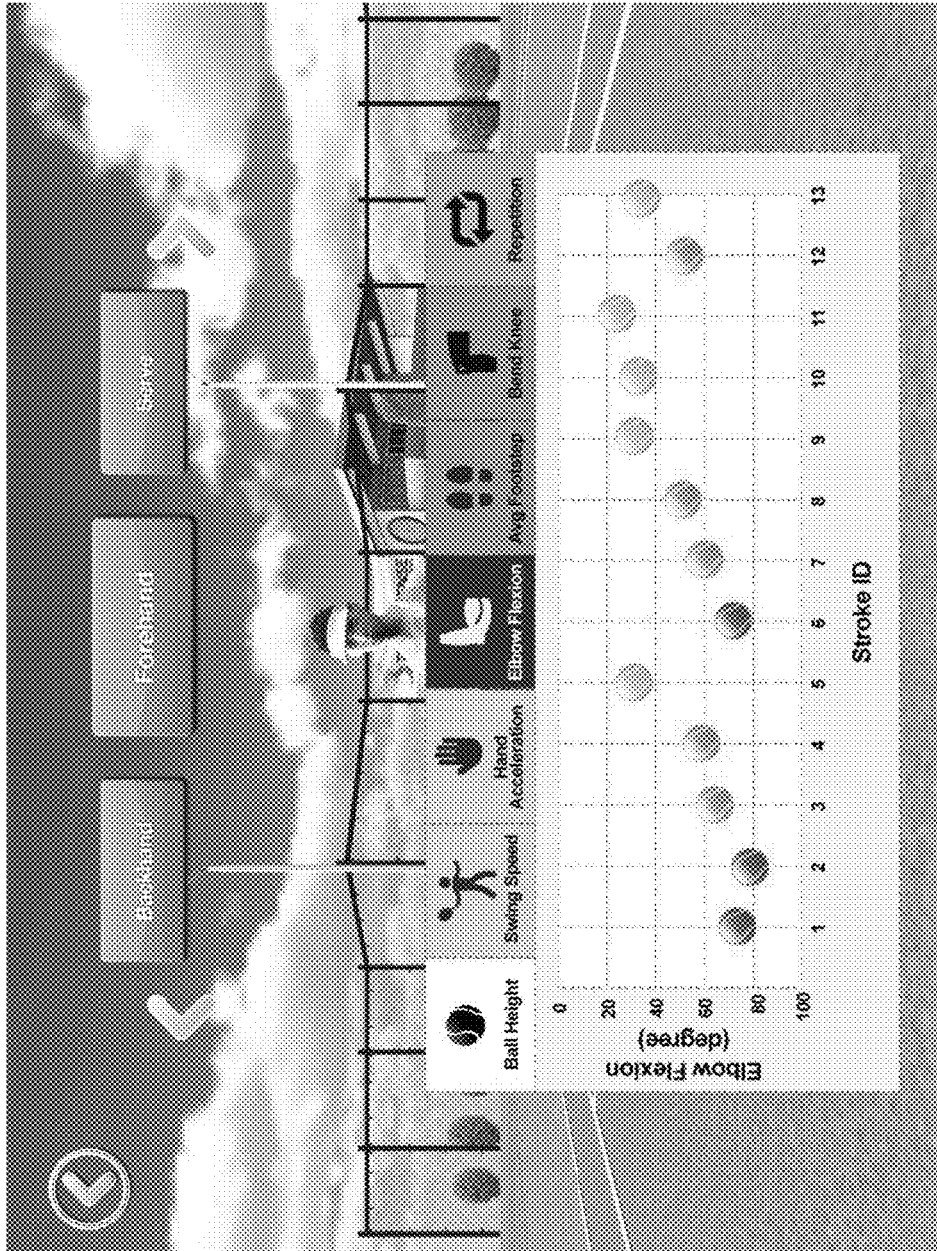 Backhand
Forehand
Serve
Ball Height
Swing Speed
Hand
Acceleration
Elbow Flexion
Avg Footstep
Bend Knee
Repetition
Elbow Flexion
(degree)
0
20
40
60
80
100
1
2
3
4
5
6
7
8
9
10
11
12
13
Stroke ID